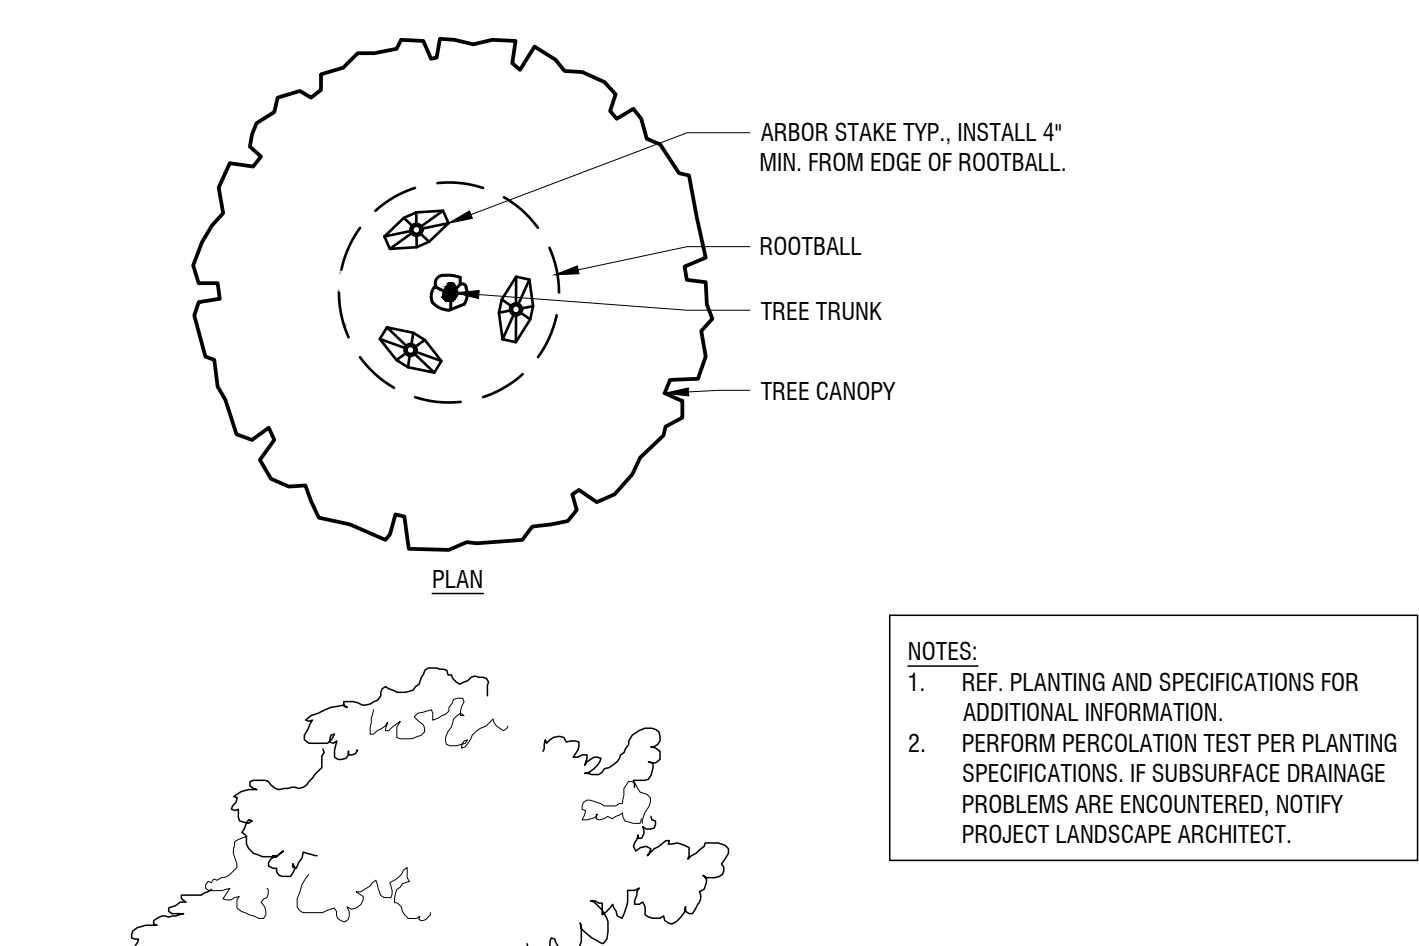 ARBOR STAKE TYP., INSTALL 4"
MIN. FROM EDGE OF ROOTBALL.
ROOTBALL
TREE TRUNK
TREE CANOPY
PLAN
NOTES:
1. REF. PLANTING AND SPECIFICATIONS FOR
ADDITIONAL INFORMATION.
2. PERFORM PERCOLATION TEST PER PLANTING
SPECIFICATIONS. IF SUBSURFACE DRAINAGE
PROBLEMS ARE ENCOUNTERED, NOTIFY
PROJECT LANDSCAPE ARCHITECT.